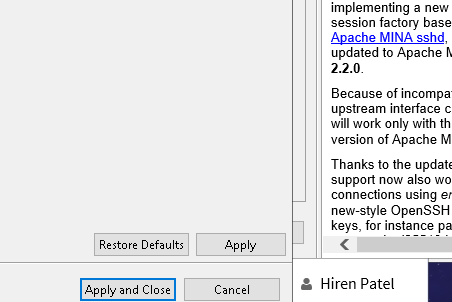 implementing a new
session factory base
Apache MINA sshd,
updated to Apache M
2.2.0.
Because of incompa
upstream interface c
will work only with th
version of Apache M
Thanks to the update
support now also wo
connections using e
new-style OpenSSH
keys, for instance pa
Restore Defaults
Apply
Apply and Close
Cancel
Hiren Patel